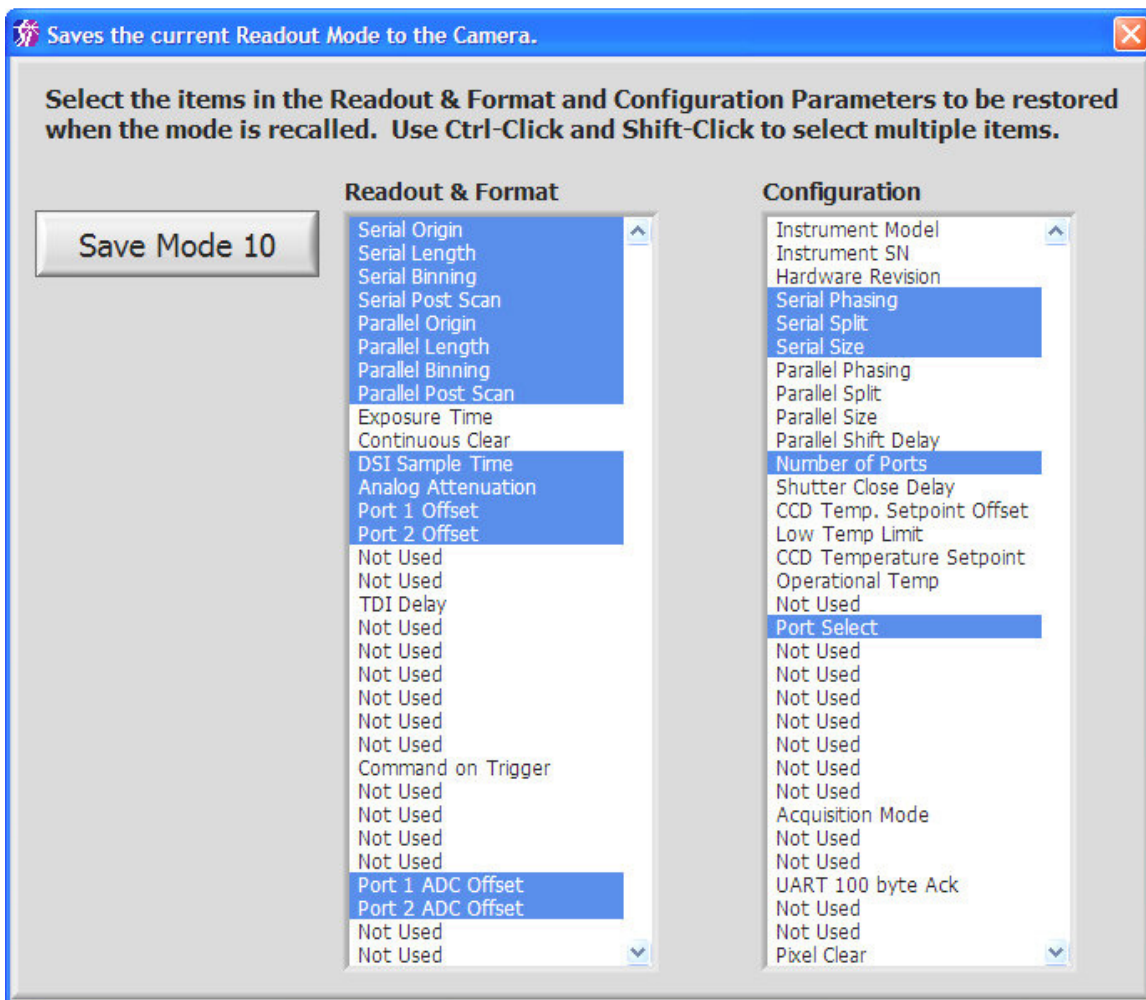 Saves the current Readout Mode to the Camera.
Select the items in the Readout & Format and Configuration Parameters to be restored
when the mode is recalled. Use Ctrl-Click and Shift-Click to select multiple items.
Save Mode 10
Readout & Format
Serial Origin
Serial Length
Serial Binning
Serial Post Scan
Parallel Origin
Parallel Length
Parallel Binning
Parallel Post Scan
Exposure Time
Continuous Clear
DSI Sample Time
Analog Attenuation
Port 1 Offset
Port 2 Offset
Not Used
Not Used
TDI Delay
Not Used
Not Used
Not Used
Not Used
Not Used
Not Used
Command on Trigger
Not Used
Not Used
Not Used
Not Used
Port 1 ADC Offset
Port 2 ADC Offset
Not Used
Not Used
Configuration
Instrument Model
Instrument SN
Hardware Revision
Serial Phasing
Serial Split
Serial Size
Parallel Phasing
Parallel Split
Parallel Size
Parallel Shift Delay
Number of Ports
Shutter Close Delay
CCD Temp. Setpoint Offset
Low Temp Limit
CCD Temperature Setpoint
Operational Temp
Not Used
Port Select
Not Used
Not Used
Not Used
Not Used
Not Used
Not Used
Not Used
Acquisition Mode
Not Used
Not Used
UART 100 byte Ack
Not Used
Not Used
Pixel Clear